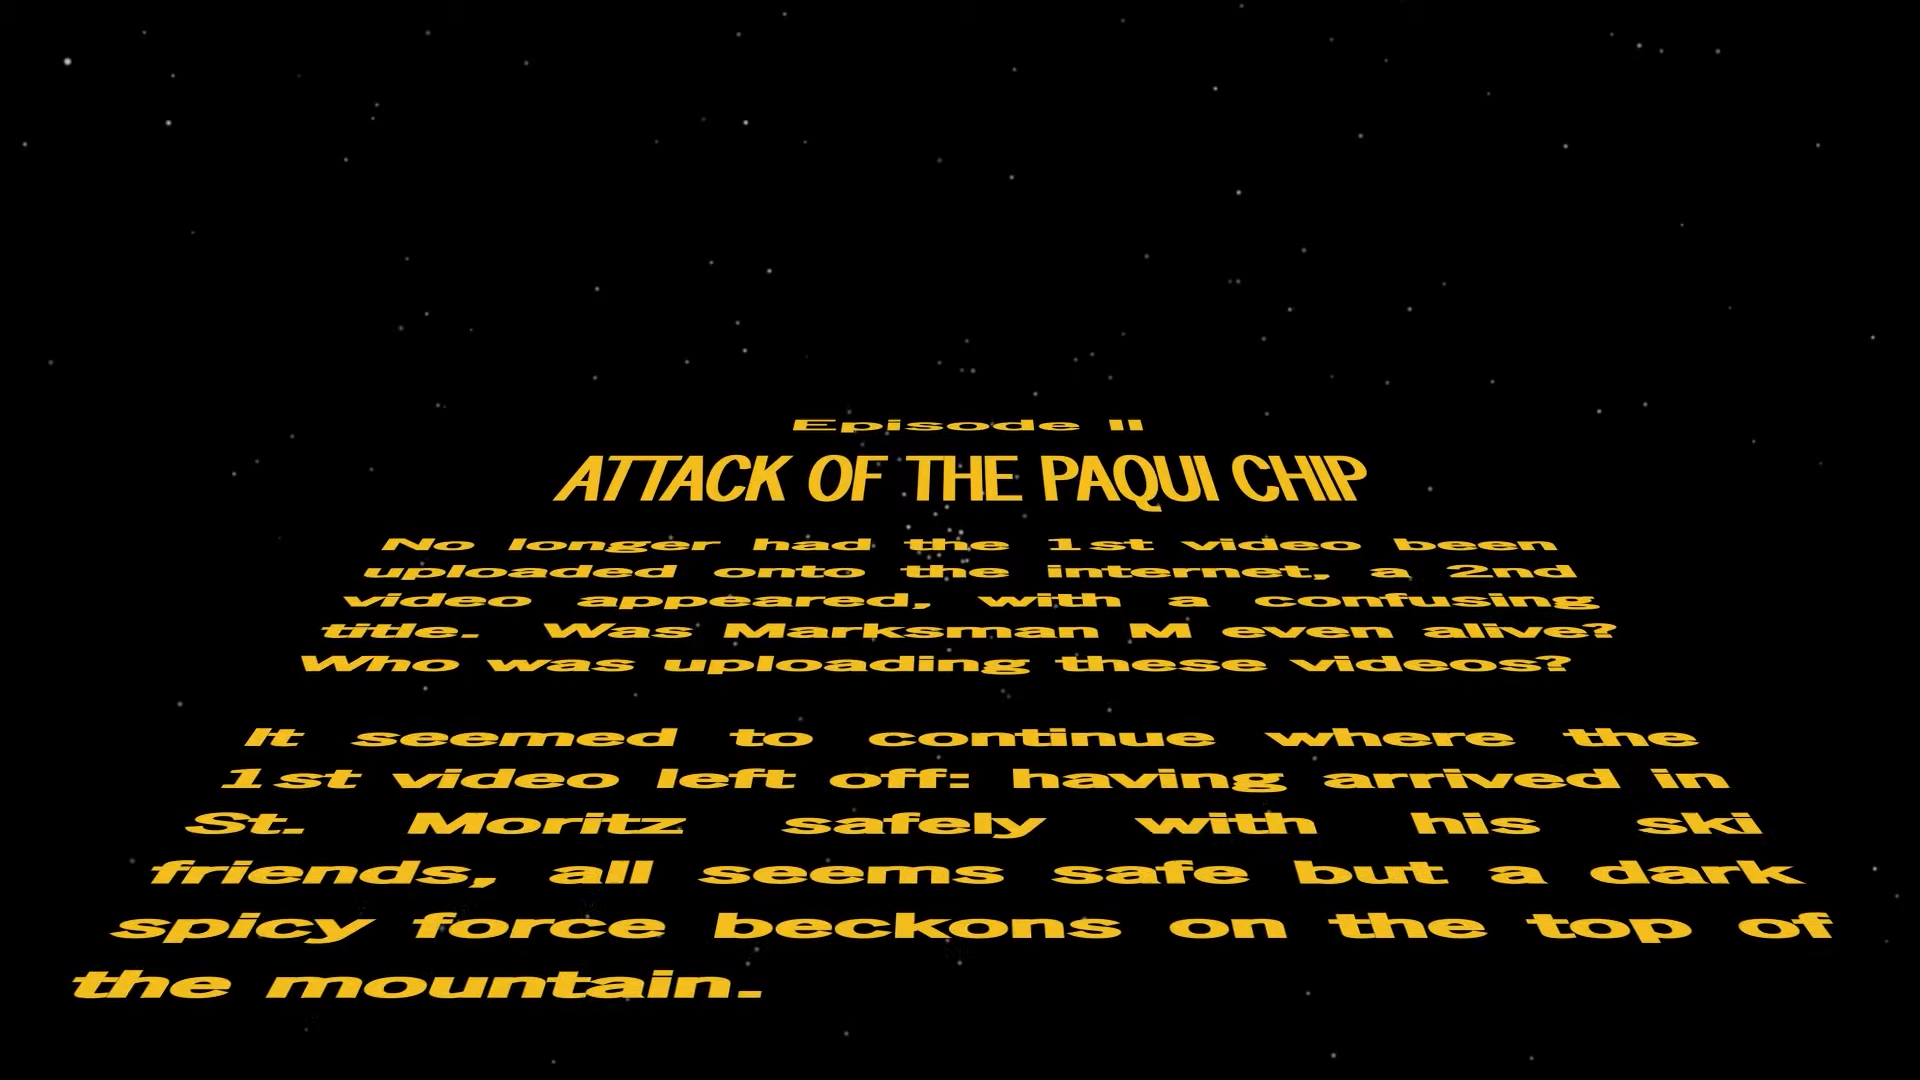 Episode II
ATTACK OF THE PAQUI CHIP
No longer had the 1st video been
uploaded onto the internet, a 2nd
video appeared, with a confusing
title. Was Marksman M even alive?
Who was uploading these videos?
It seemed to continue where the
1st video left off: having arrived in
St. Moritz safely with his ski
friends, all seems safe but a dark
spicy force beckons on the top of
the mountain.